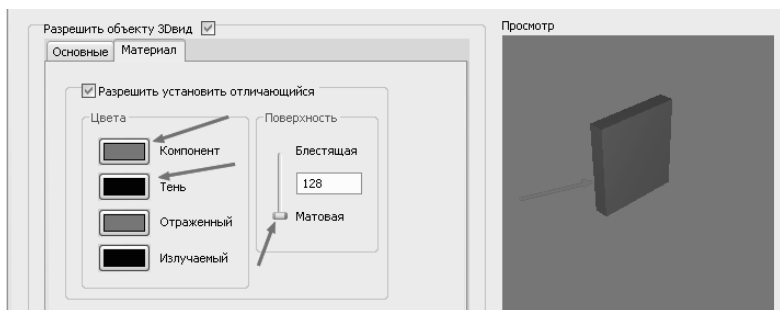 Разрешить объекту 3Dвид
Просмотр
Основные Материал
Разрешить установить отличающийся
Цвета
Поверхность
Компонент
Блестящая
Тень
128
Отраженный
Матовая
Излучаемый